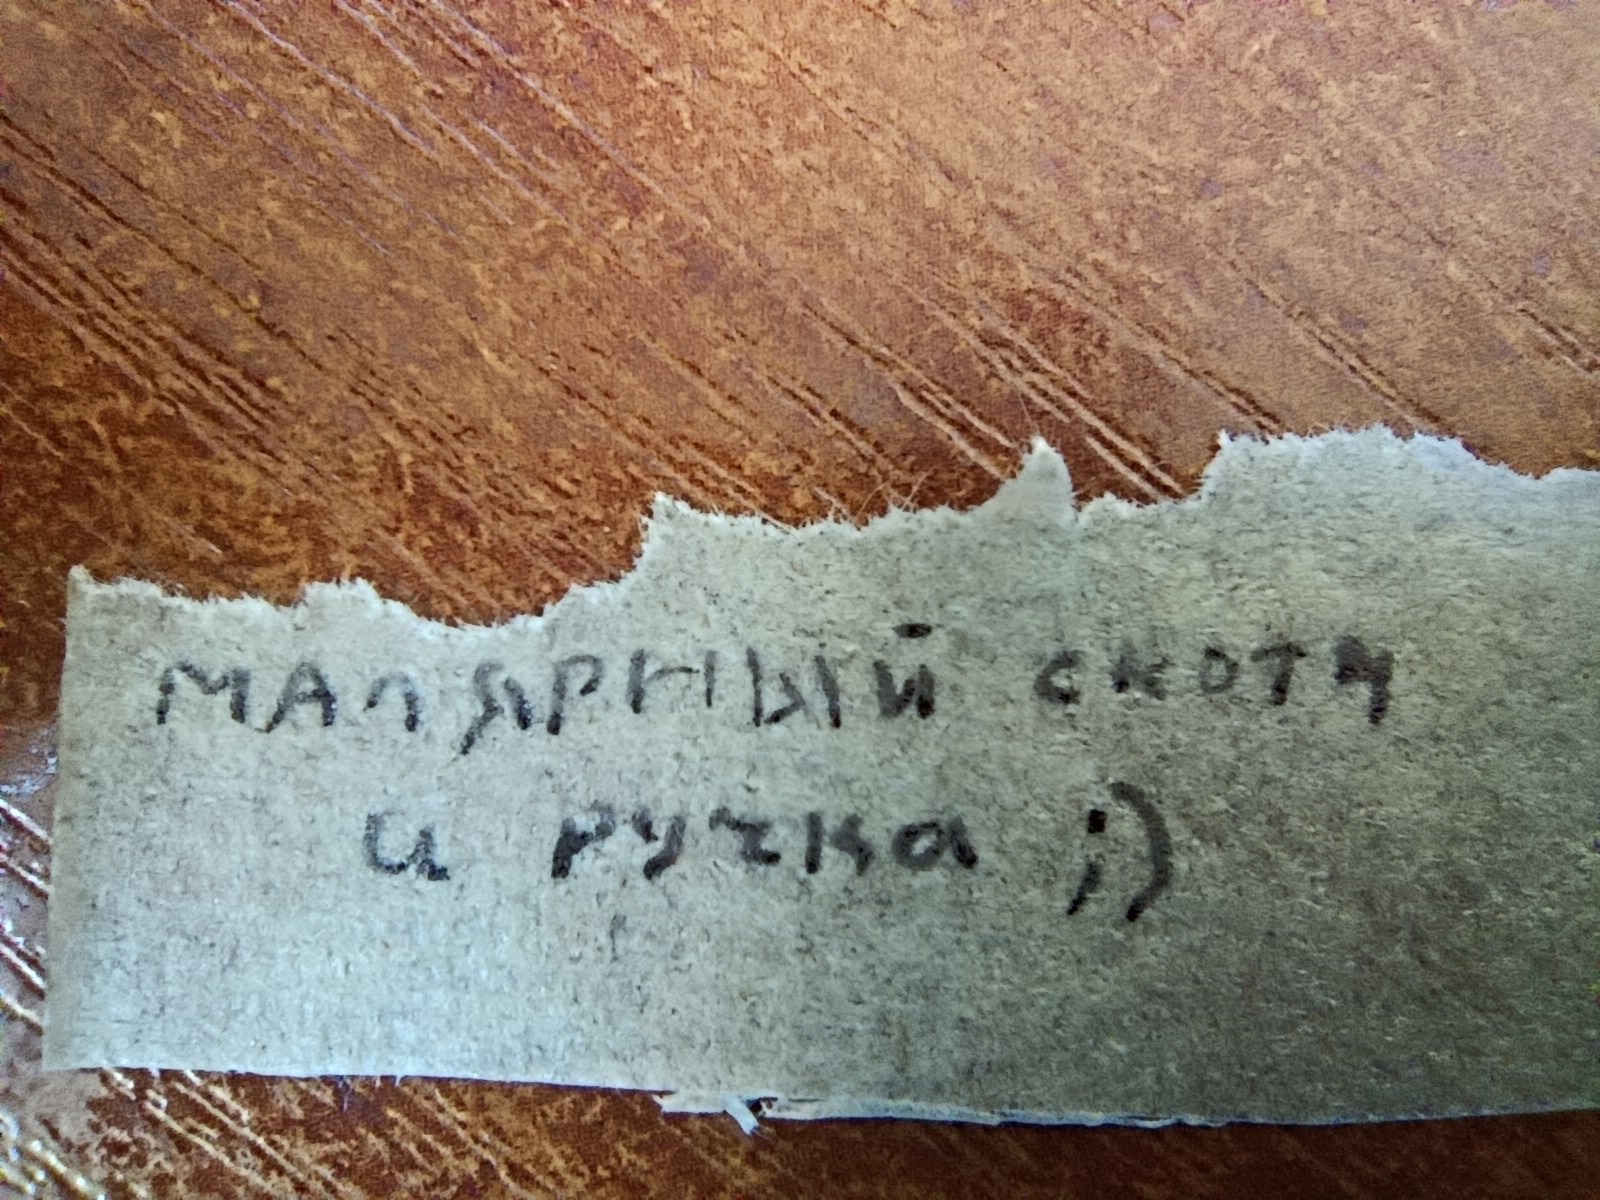 малярный скотч
и ручка ;)